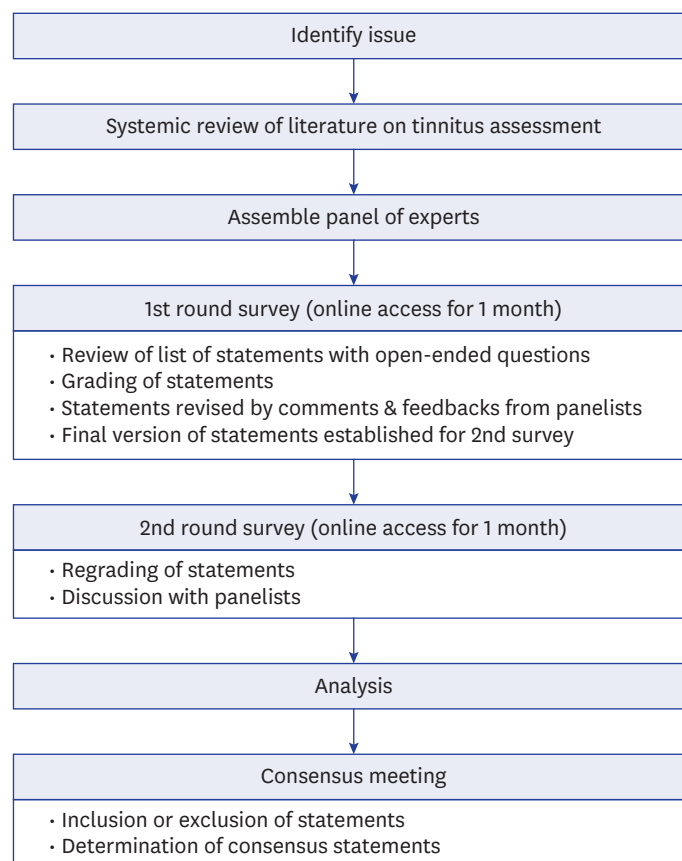 Identify issue
Systemic review of literature on tinnitus assessment
Assemble panel of experts
1st round survey (online access for 1 month)
· Review of list of statements with open-ended questions
· Grading of statements
· Statements revised by comments & feedbacks from panelists
· Final version of statements established for 2nd survey
2nd round survey (online access for 1 month)
· Regrading of statements
· Discussion with panelists
Analysis
Consensus meeting
· Inclusion or exclusion of statements
· Determination of consensus statements